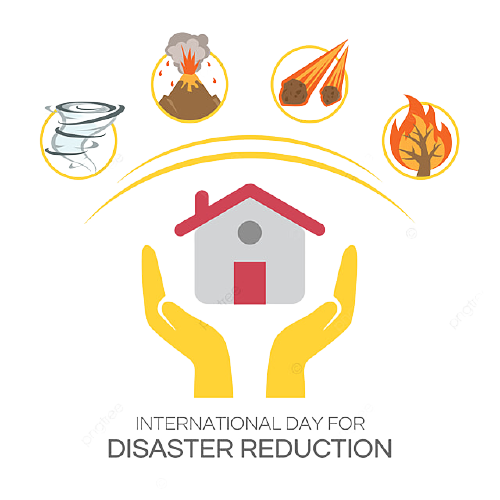 INTERNATIONAL DAY FOR
DISASTER REDUCTION